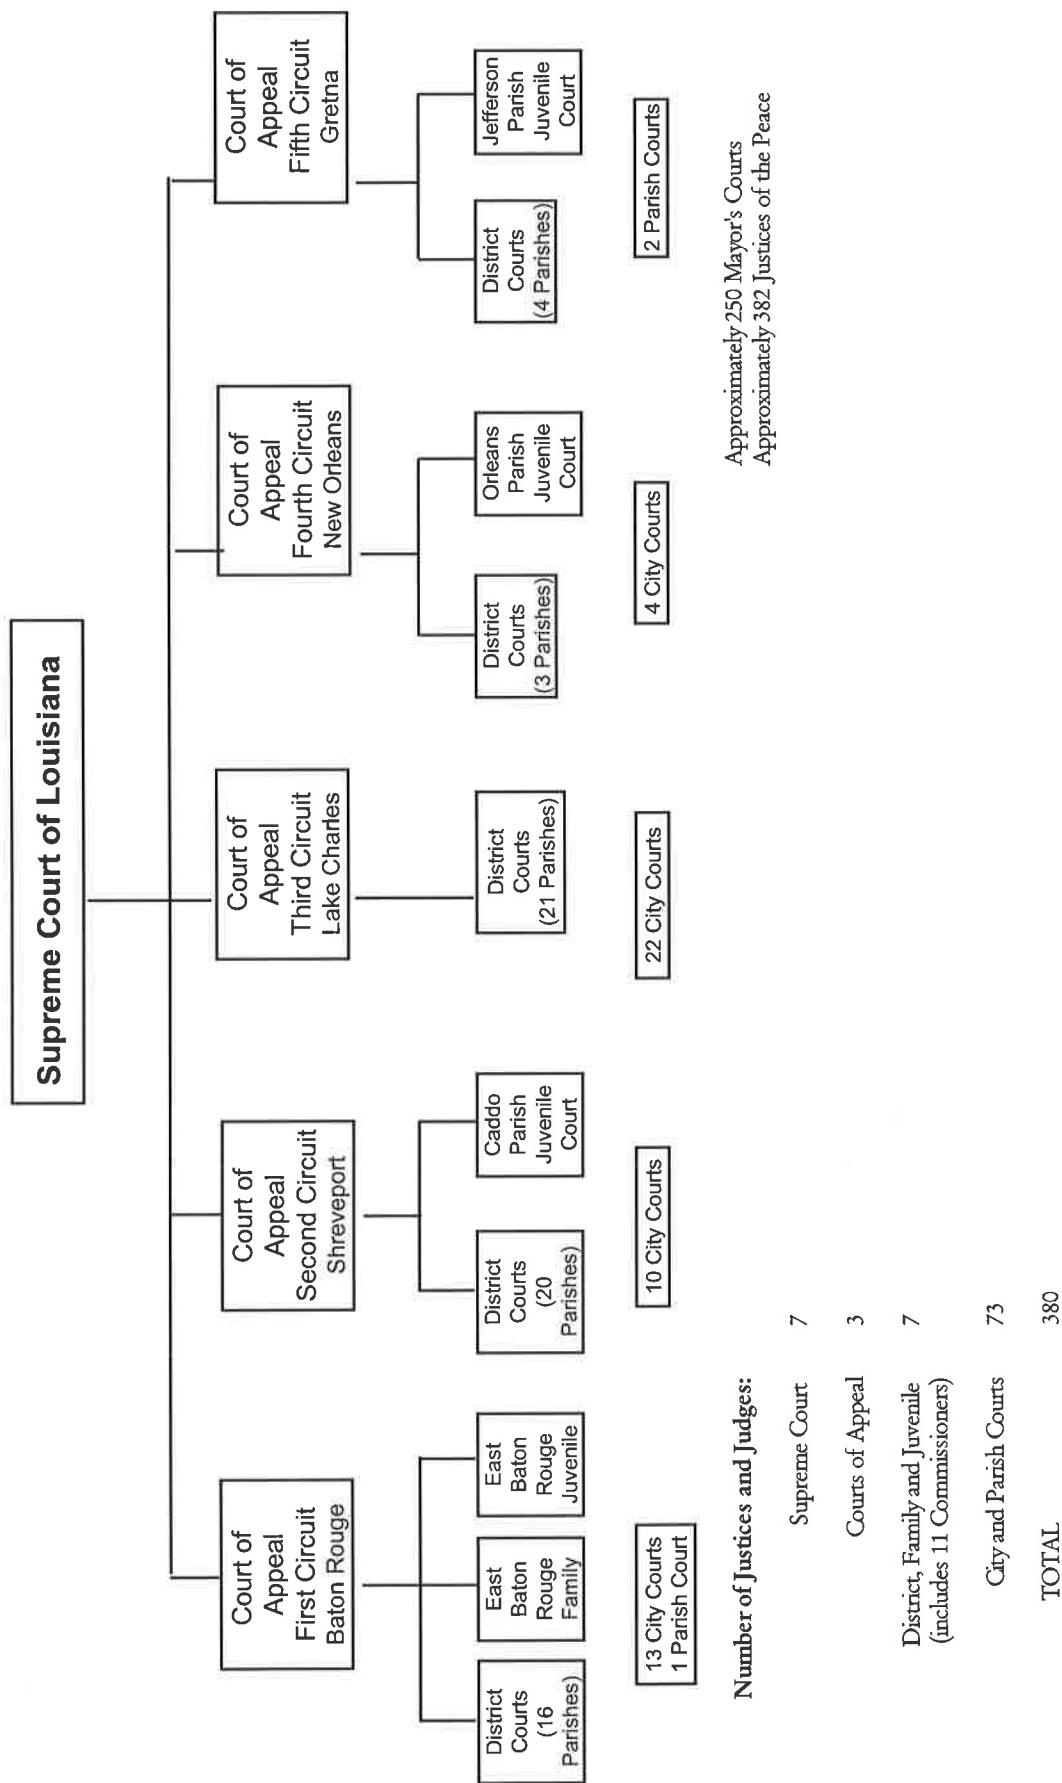 Supreme Court of Louisiana
Court of
Appeal
First Circuit
Baton Rouge
Court of
Appeal
Second Circuit
Shreveport
Court of
Appeal
Third Circuit
Lake Charles
Court of
Appeal
Fourth Circuit
New Orleans
Court of
Appeal
Fifth Circuit
Gretna
District
Courts
(16
Parishes)
East
Baton
Rouge
Family
East
Baton
Rouge
Juvenile
District
Courts
(20
Parishes)
Caddo
Parish
Juvenile
Court
District
Courts
(21 Parishes)
District
Courts
(3 Parishes)
Orleans
Parish
Juvenile
Court
District
Courts
(4 Parishes)
Jefferson
Parish
Juvenile
Court
13 City Courts
1 Parish Court
10 City Courts
22 City Courts
4 City Courts
2 Parish Courts
Number of Justices and Judges:
Supreme Court 7
Courts of Appeal 3
District, Family and Juvenile 7
(includes 11 Commissioners)
City and Parish Courts 73
TOTAL 380
Approximately 250 Mayor's Courts
Approximately 382 Justices of the Peace